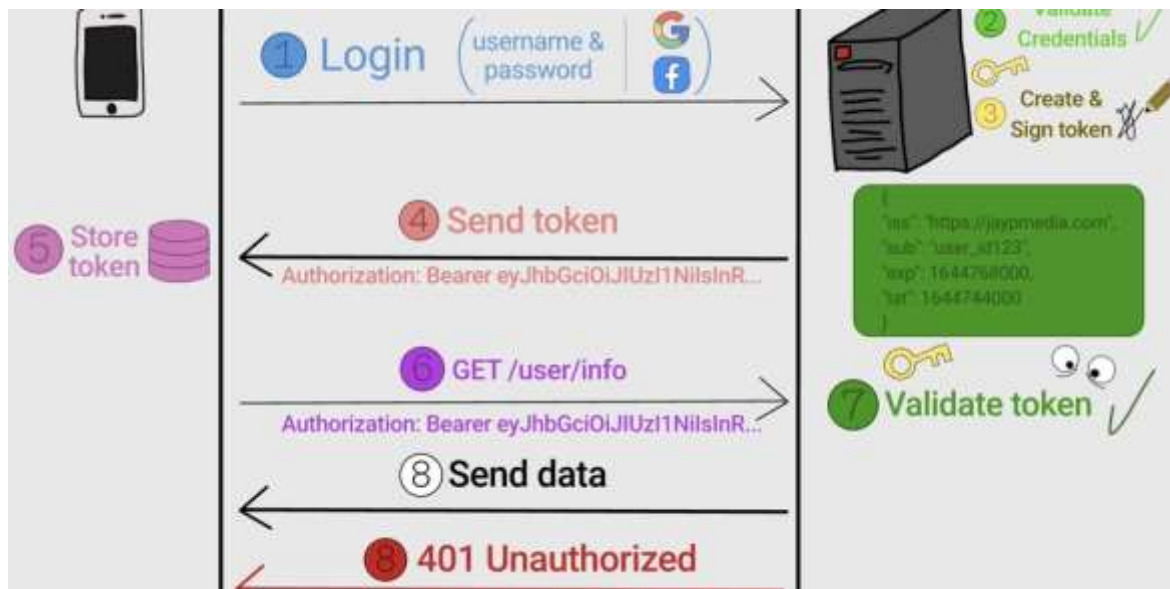 1 Login
username &
password
2 Validate
Credentials
3 Create &
Sign token
4 Send token
Authorization: Bearer eyJhbGciOiJIUzI1NiIsInR...
5 Store
token
{
"iss": "https://jaypmedia.com",
"sub": "user_id123",
"exp": 1644768000,
"iat": 1644744000
}
6 GET /user/info
Authorization: Bearer eyJhbGciOiJIUzI1NiIsInR...
7 Validate token
8 Send data
8 401 Unauthorized